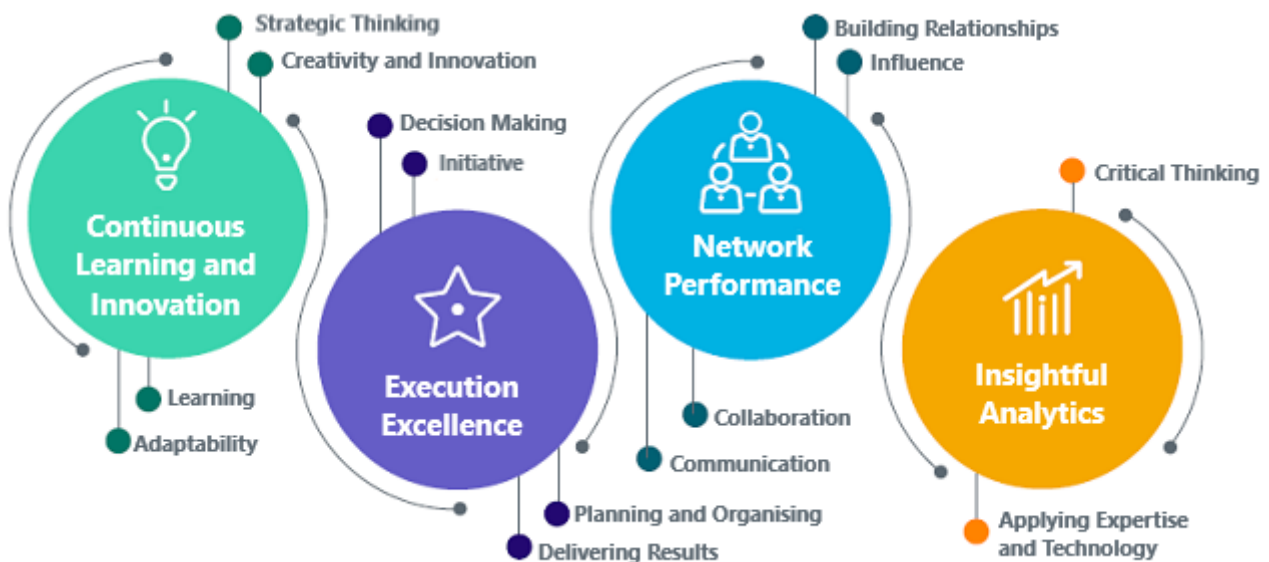 Strategic Thinking
Creativity and Innovation
Continuous
Learning and
Innovation
Learning
Adaptability
Decision Making
Initiative
Execution
Excellence
Planning and Organising
Delivering Results
Building Relationships
Influence
Network
Performance
Collaboration
Communication
Critical Thinking
Insightful
Analytics
Applying Expertise
and Technology